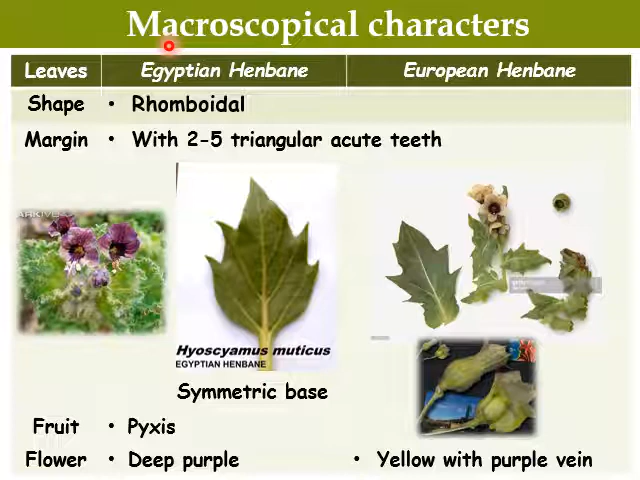 Macroscopical characters
Leaves Egyptian Henbane European Henbane
Shape • Rhomboidal
Margin • With 2-5 triangular acute teeth
ARKIVE
Hyoscyamus muticus
EGYPTIAN HENBANE
Symmetric base
Fruit • Pyxis
Flower • Deep purple • Yellow with purple vein